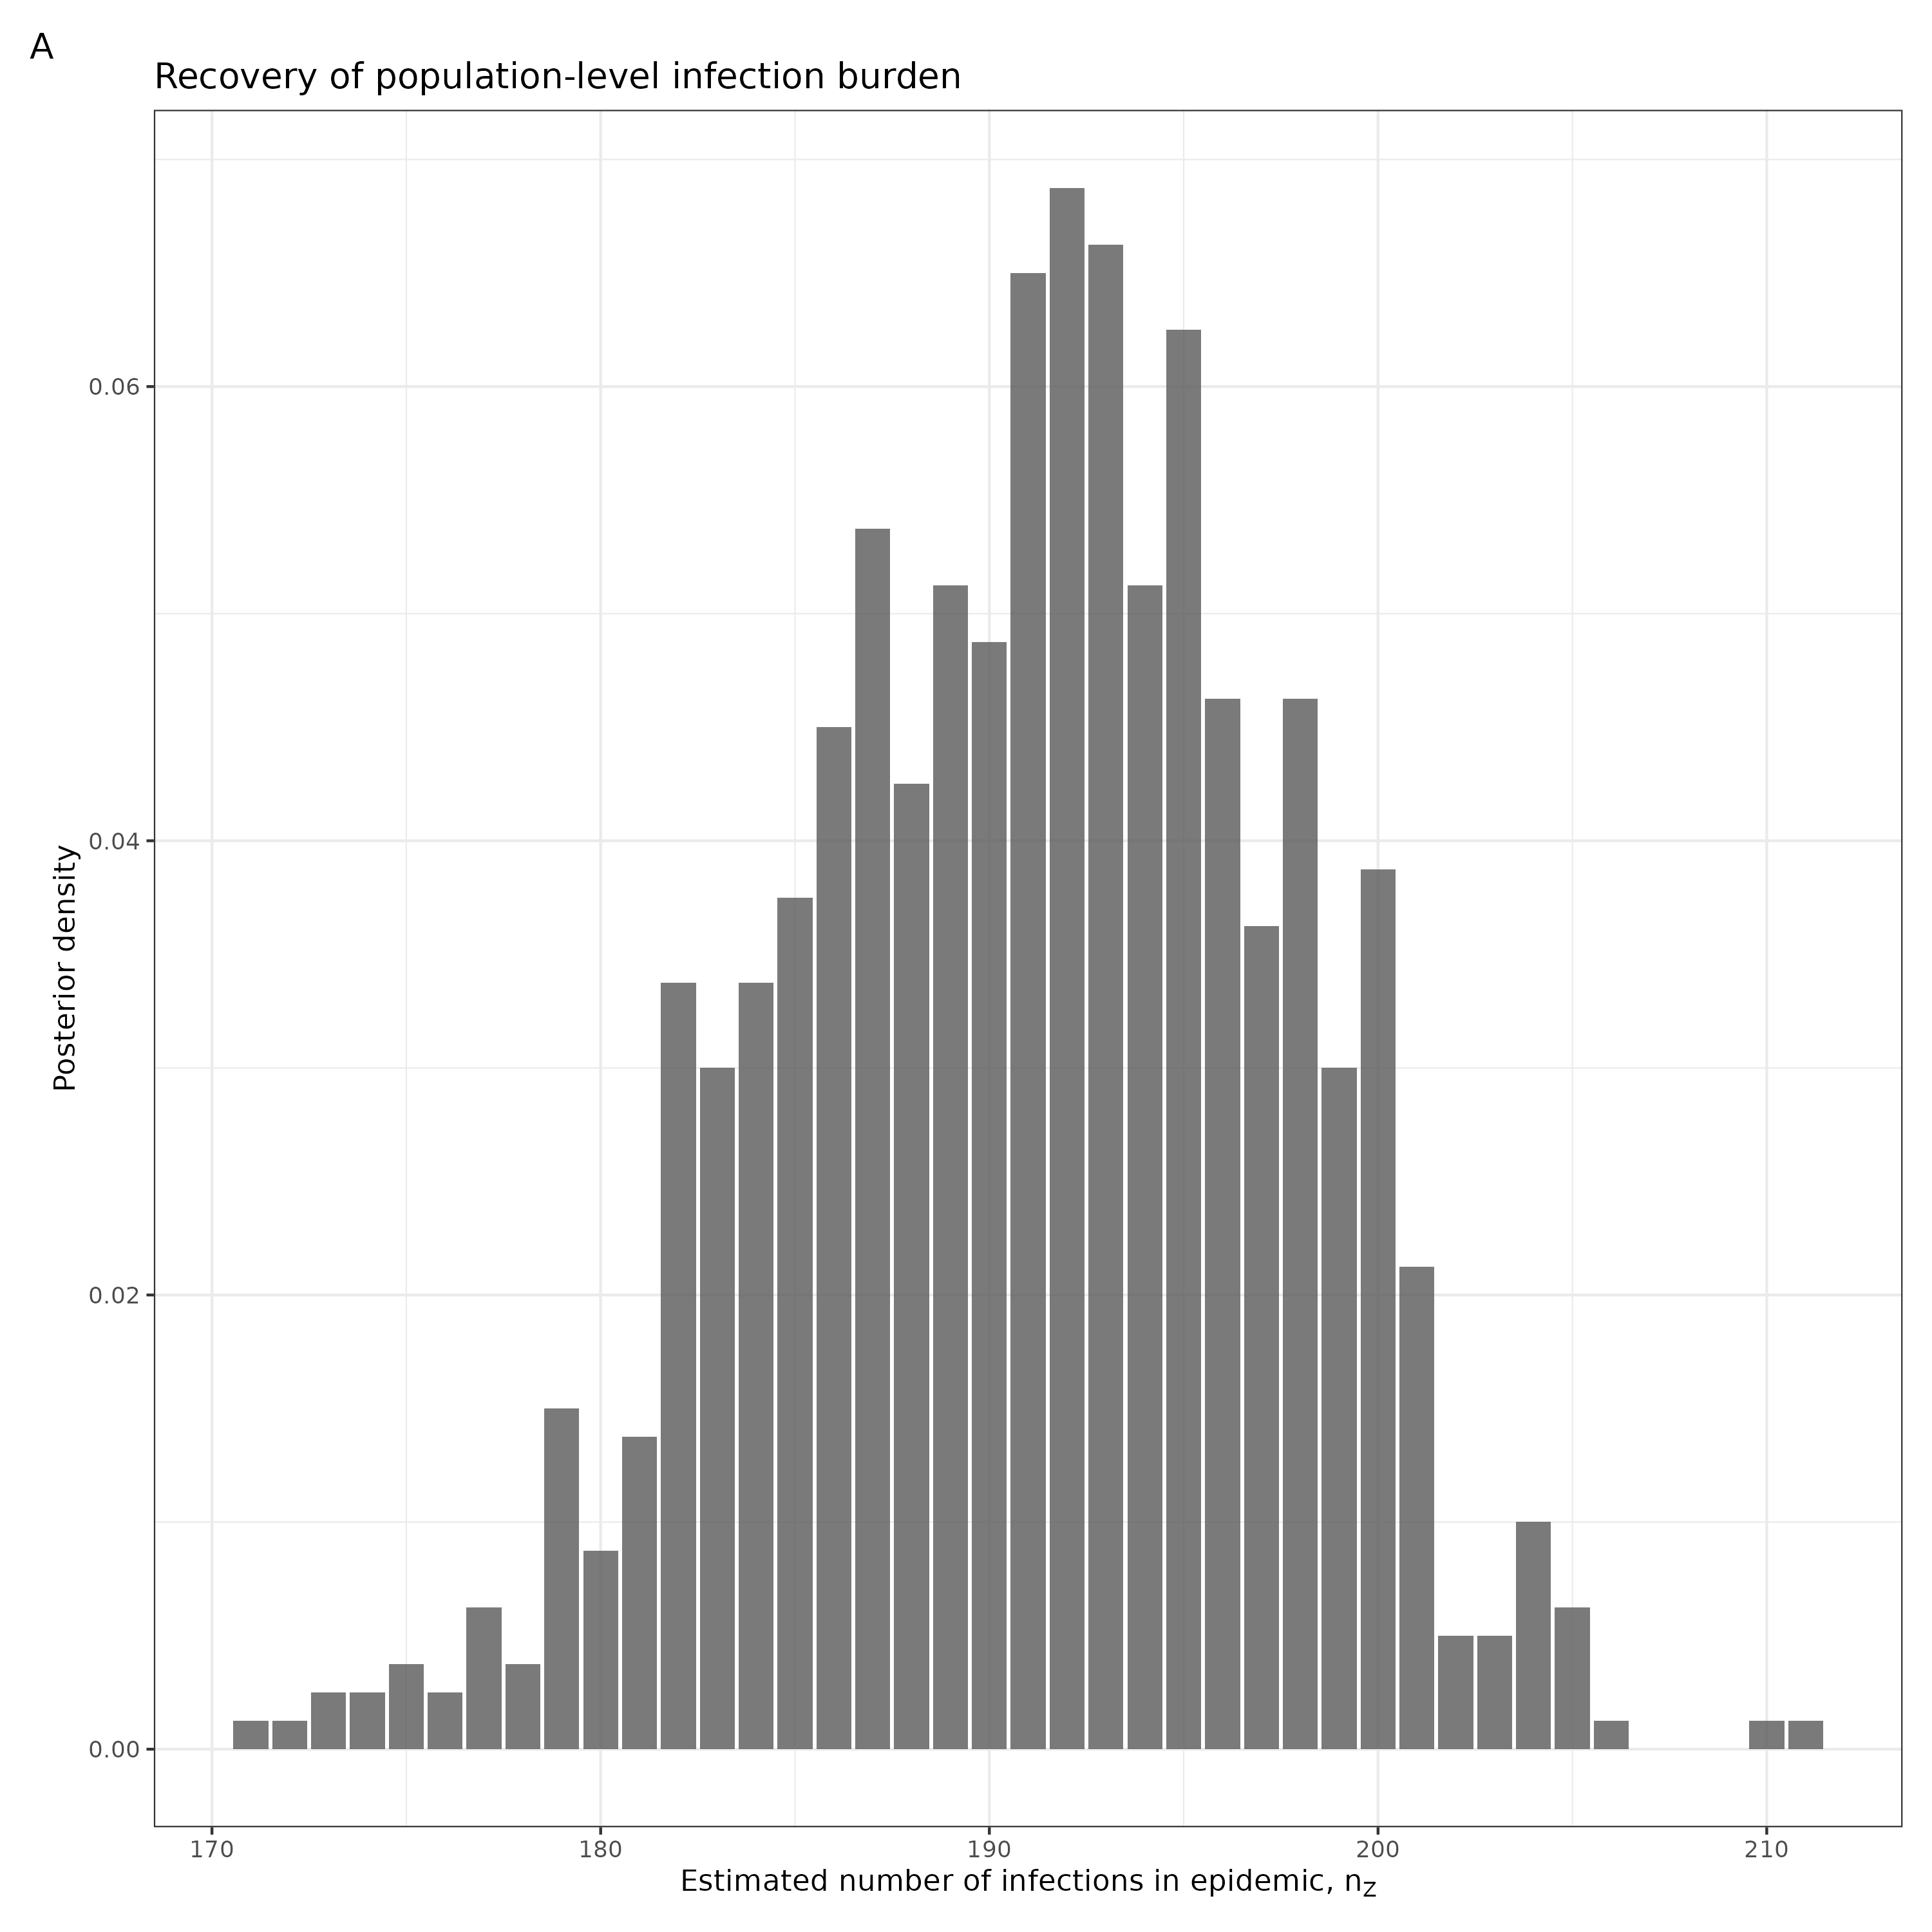 A
Recovery of population-level infection burden
Posterior density
0.06
0.04
0.02
0.00
170
180
190
200
210
Estimated number of infections in epidemic, nZ